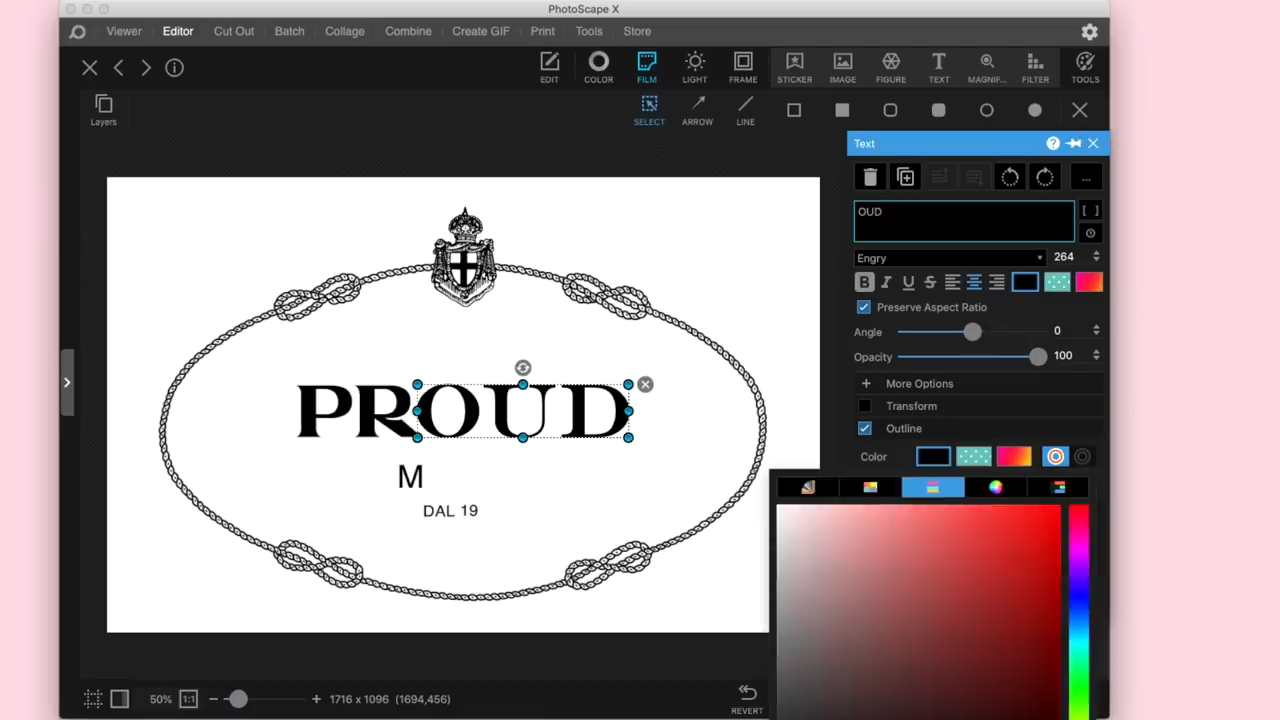 PhotoScape X
Viewer Editor Cut Out Batch Collage Combine Create GIF Print Tools Store
EDIT COLOR FILM LIGHT FRAME STICKER IMAGE FIGURE TEXT MAGNIF... FILTER TOOLS
Layers
SELECT ARROW LINE
Text
OUD
Engry 264
B I U S
Preserve Aspect Ratio
Angle 0
Opacity 100
More Options
Transform
Outline
Color
PROUD
M
DAL 19
50% 1:1 1716 x 1096 (1694,456)
REVERT